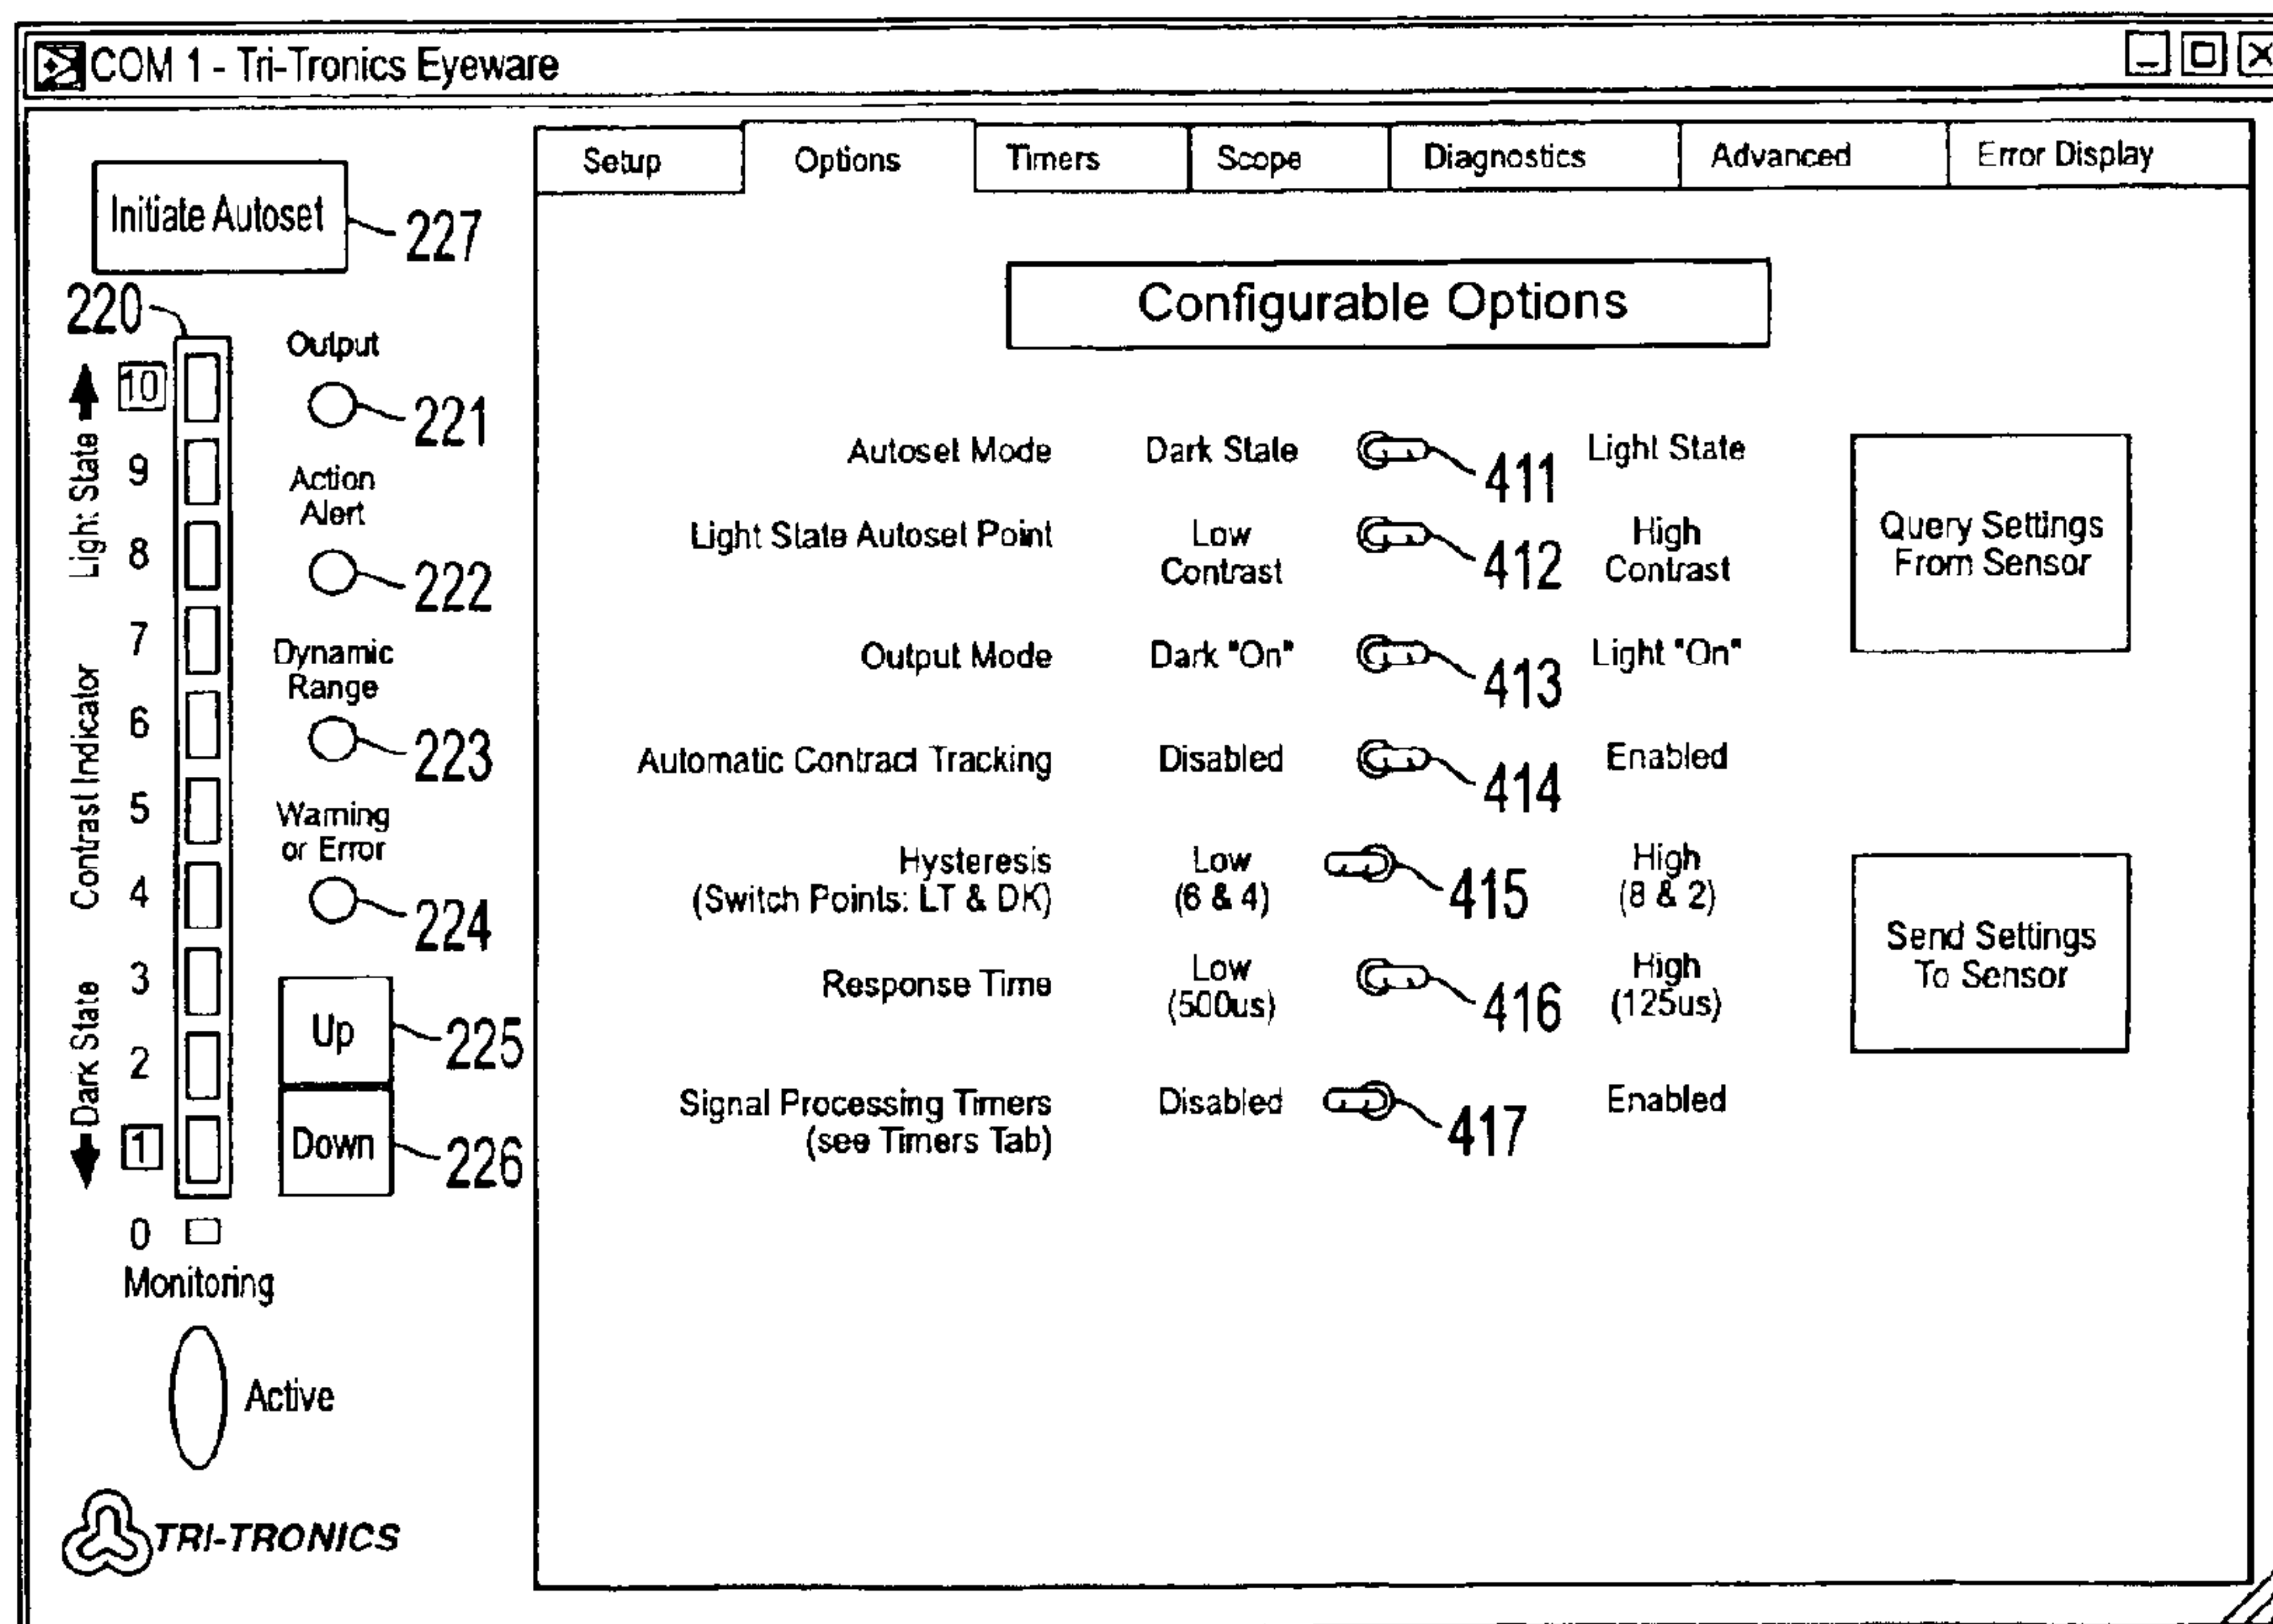 COM 1 - Tri-Tronics Eyeware
Initiate Autoset
227
220
Light State
Contrast Indicator
Dark State
10
9
8
7
6
5
4
3
2
1
0
Output
221
Action
Alert
222
Dynamic
Range
223
Warning
or Error
224
Up
225
Down
226
Monitoring
Active
TRI-TRONICS
Setup
Options
Timers
Scope
Diagnostics
Advanced
Error Display
Configurable Options
Autoset Mode
Dark State
411
Light State
Light State Autoset Point
Low
Contrast
412
High
Contrast
Output Mode
Dark "On"
413
Light "On"
Automatic Contract Tracking
Disabled
414
Enabled
Hysteresis
(Switch Points: LT & DK)
Low
(6 & 4)
415
High
(8 & 2)
Response Time
Low
(500us)
416
High
(125us)
Signal Processing Timers
(see Timers Tab)
Disabled
417
Enabled
Query Settings
From Sensor
Send Settings
To Sensor